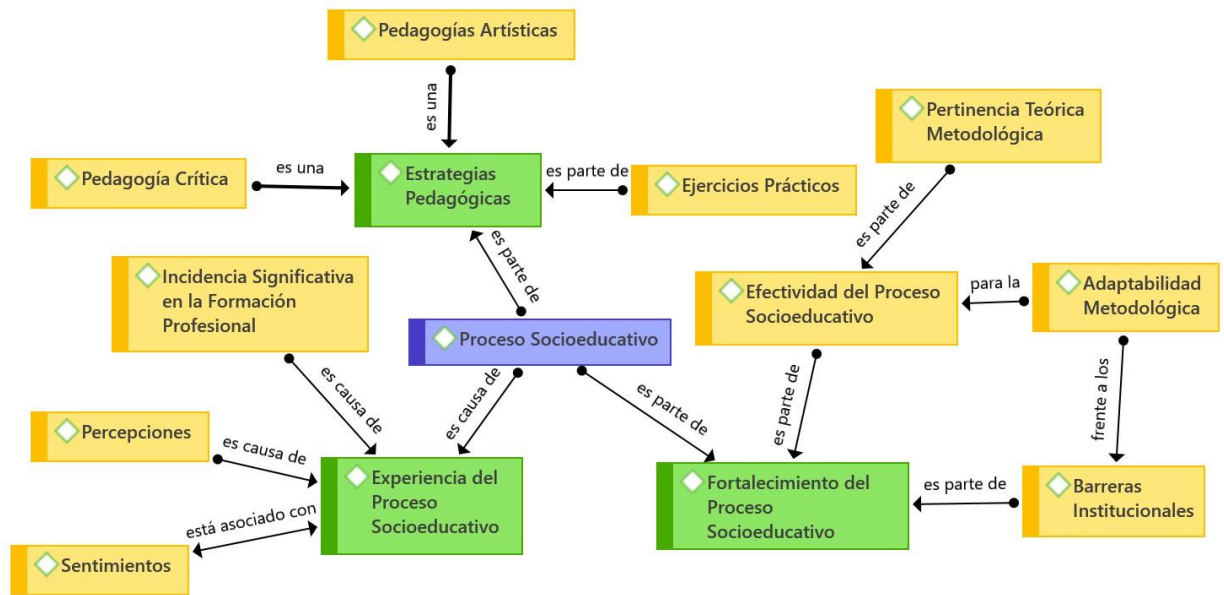 Pedagogías Artísticas
es una
Pertinencia Teórica
Metodológica
Pedagogía Crítica
es una
Estrategias
Pedagógicas
es parte de
Ejercicios Prácticos
es parte de
es parte de
Incidencia Significativa
en la Formación
Profesional
Efectividad del Proceso
Socioeducativo
para la
Adaptabilidad
Metodológica
Proceso Socioeducativo
es causa de
es causa de
es parte de
es parte de
frente a los
Percepciones
es causa de
Experiencia del
Proceso
Socioeducativo
Fortalecimiento del
Proceso
Socioeducativo
es parte de
Barreras
Institucionales
está asociado con
Sentimientos